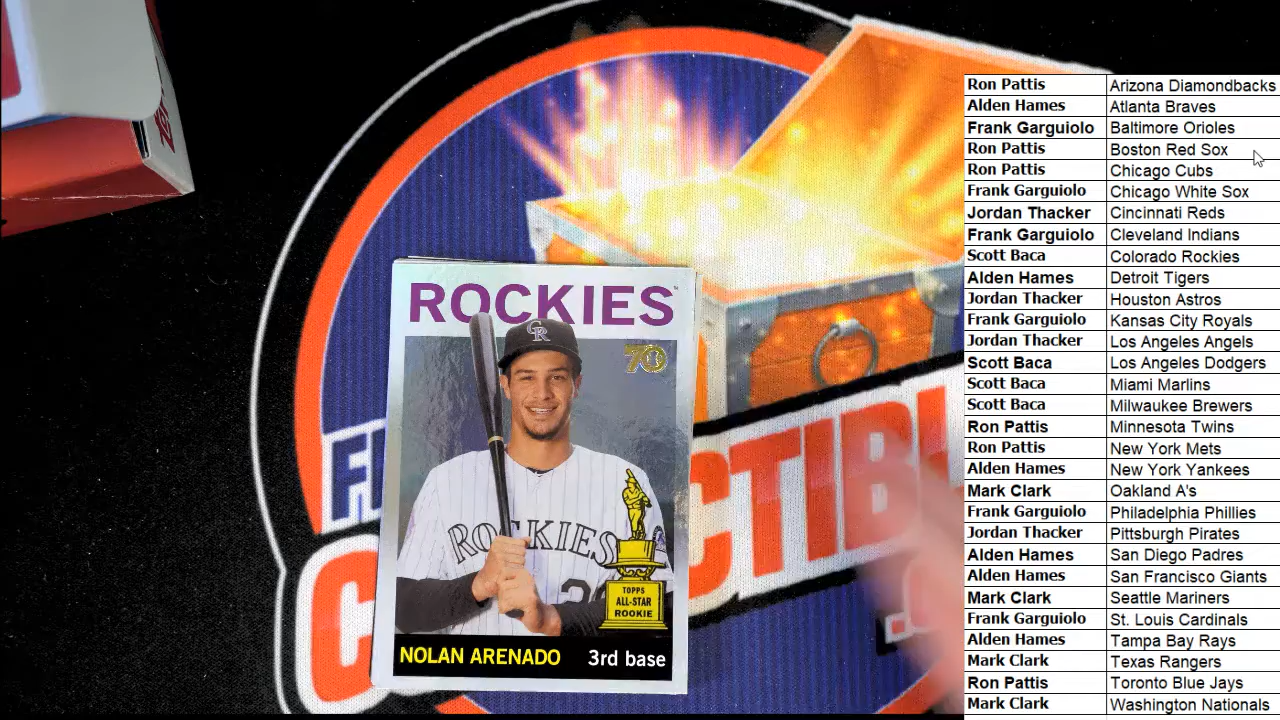 ROCKIES
70
ROCKIES
TOPPS
ALL-STAR
ROOKIE
NOLAN ARENADO 3rd base
Ron Pattis Arizona Diamondbacks
Alden Hames Atlanta Braves
Frank Garguiolo Baltimore Orioles
Ron Pattis Boston Red Sox
Ron Pattis Chicago Cubs
Frank Garguiolo Chicago White Sox
Jordan Thacker Cincinnati Reds
Frank Garguiolo Cleveland Indians
Scott Baca Colorado Rockies
Alden Hames Detroit Tigers
Jordan Thacker Houston Astros
Frank Garguiolo Kansas City Royals
Jordan Thacker Los Angeles Angels
Scott Baca Los Angeles Dodgers
Scott Baca Miami Marlins
Scott Baca Milwaukee Brewers
Ron Pattis Minnesota Twins
Ron Pattis New York Mets
Alden Hames New York Yankees
Mark Clark Oakland A's
Frank Garguiolo Philadelphia Phillies
Jordan Thacker Pittsburgh Pirates
Alden Hames San Diego Padres
Alden Hames San Francisco Giants
Mark Clark Seattle Mariners
Frank Garguiolo St. Louis Cardinals
Alden Hames Tampa Bay Rays
Mark Clark Texas Rangers
Ron Pattis Toronto Blue Jays
Mark Clark Washington Nationals